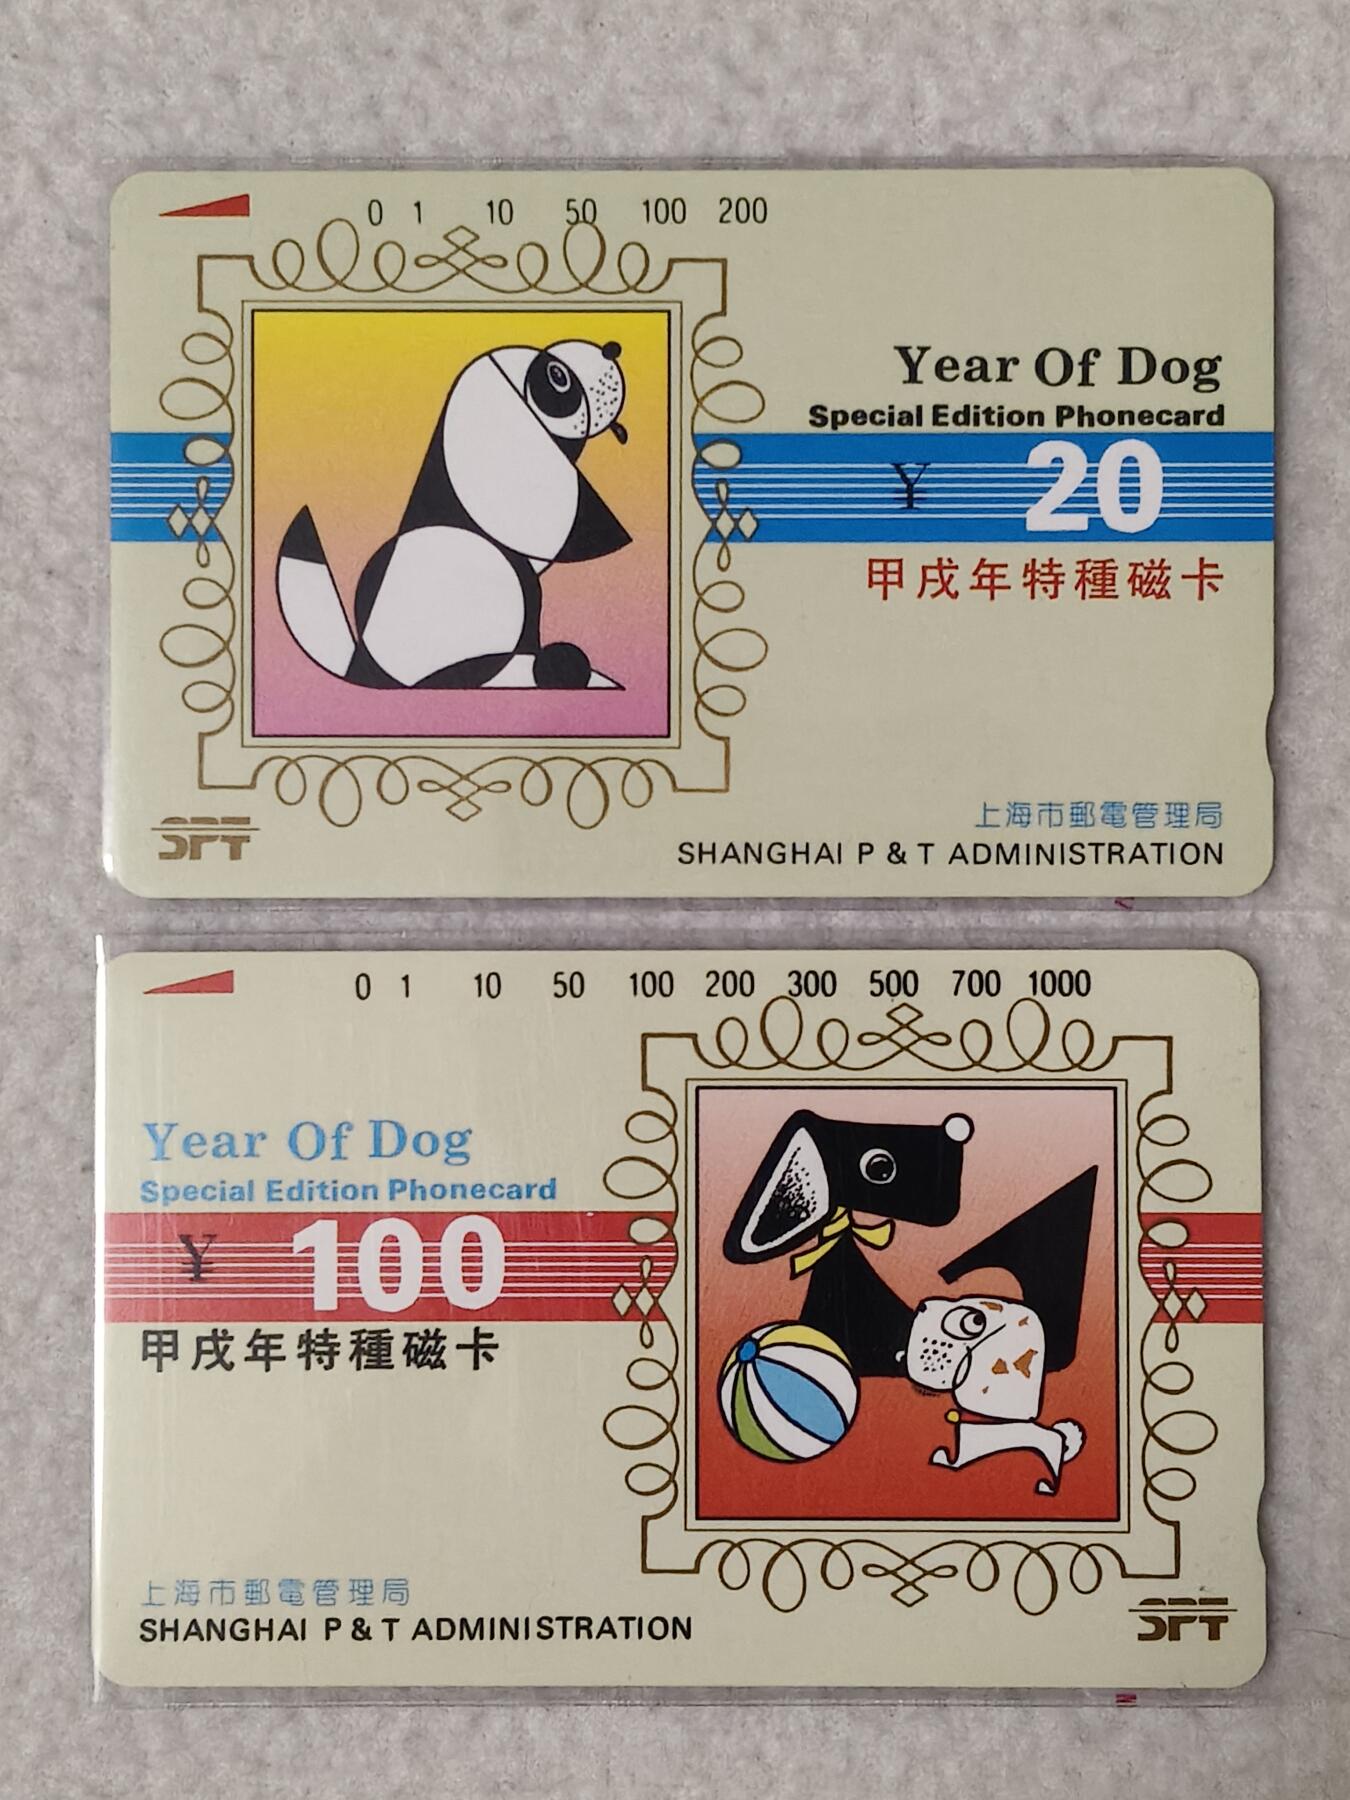 0 1 10 50 100 200
Year Of Dog
Special Edition Phonecard
¥ 20
甲戌年特種磁卡
SPT
上海市郵電管理局
SHANGHAI P & T ADMINISTRATION
0 1 10 50 100 200 300 500 700 1000
Year Of Dog
Special Edition Phonecard
¥ 100
甲戌年特種磁卡
上海市郵電管理局
SHANGHAI P & T ADMINISTRATION
SPT